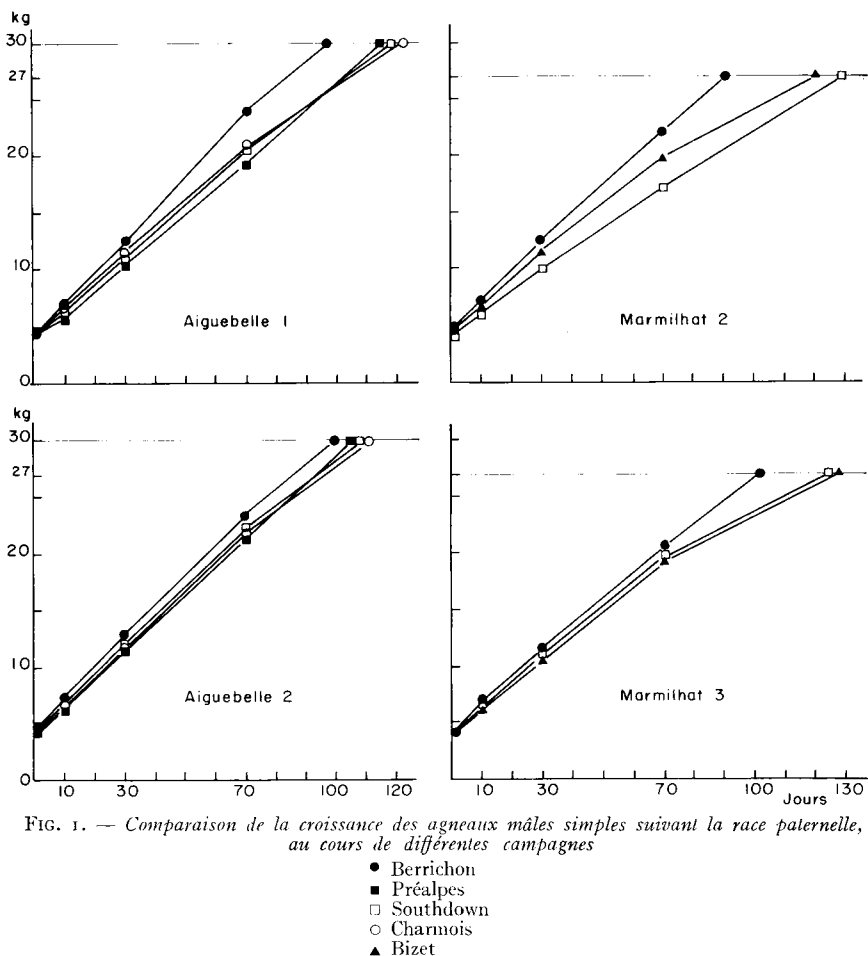 kg
30
27
20
10
0
Aiguebelle 1
Marmilhat 2
kg
30
27
20
10
0
Aiguebelle 2
Marmilhat 3
10 30 70 100 120
10 30 70 100 130
Jours
FIG. 1. — Comparaison de la croissance des agneaux mâles simples suivant la race paternelle,
au cours de différentes campagnes
● Berrichon
■ Préalpes
□ Southdown
○ Charmois
▲ Bizet